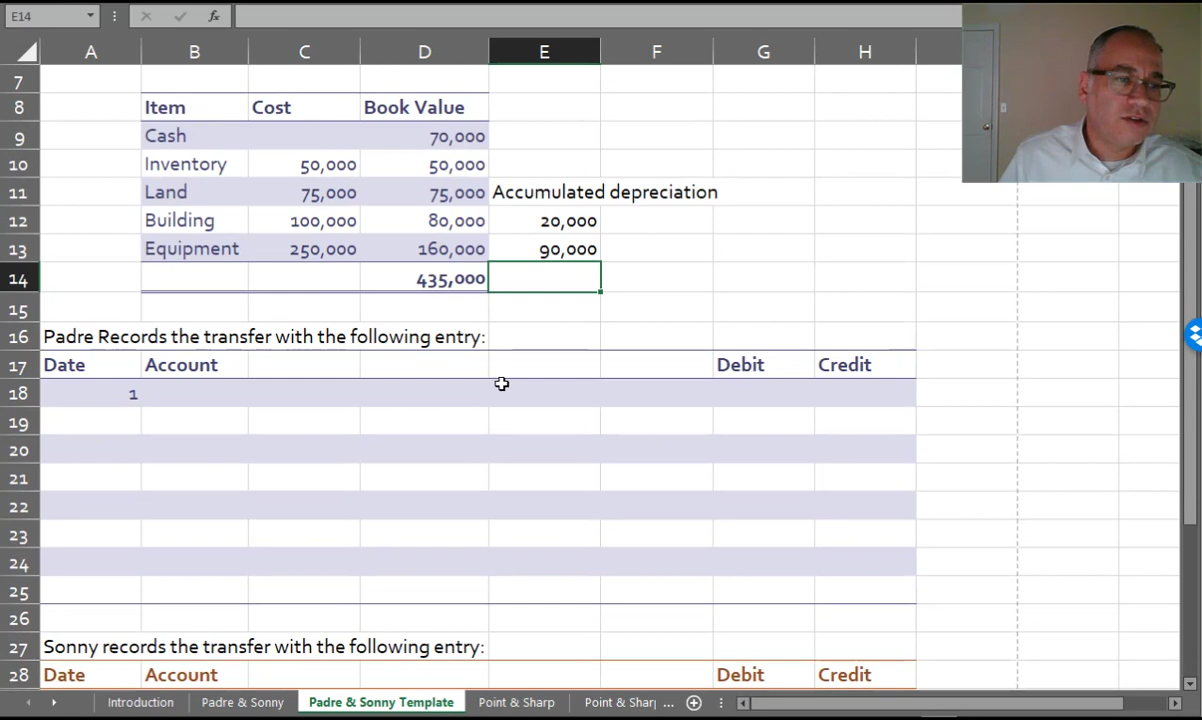 E14
fx
A B C D E F G H
7
8 Item Cost Book Value
9 Cash 70,000
10 Inventory 50,000 50,000
11 Land 75,000 75,000 Accumulated depreciation
12 Building 100,000 80,000 20,000
13 Equipment 250,000 160,000 90,000
14 435,000
15
16 Padre Records the transfer with the following entry:
17 Date Account Debit Credit
18 1
19
20
21
22
23
24
25
26
27 Sonny records the transfer with the following entry:
28 Date Account Debit Credit
Introduction Padre & Sonny Padre & Sonny Template Point & Sharp Point & Shar ...